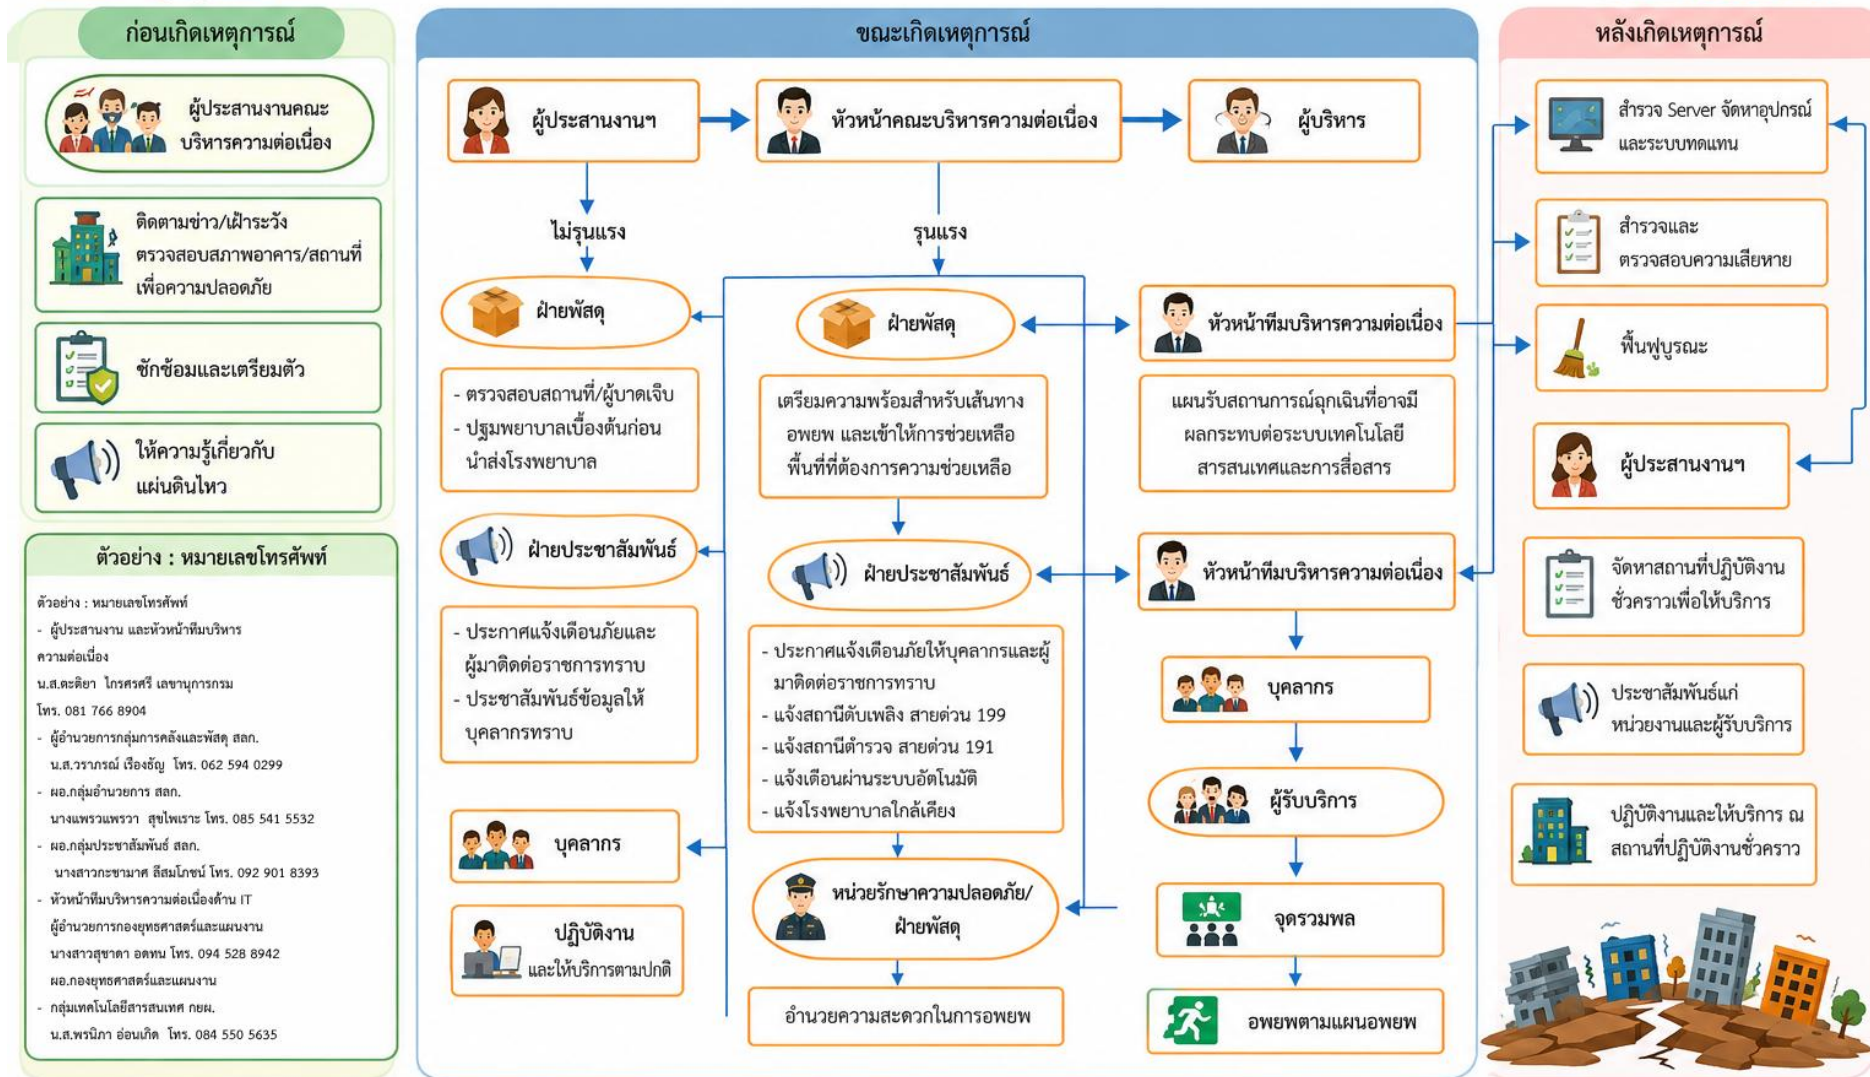 ก่อนเกิดเหตุการณ์
ผู้ประสานงานคณะ
บริหารความต่อเนื่อง
ติดตามข่าว/เฝ้าระวัง
ตรวจสอบสภาพอาคาร/สถานที่
เพื่อความปลอดภัย
ซักซ้อมและเตรียมตัว
ให้ความรู้เกี่ยวกับ
แผ่นดินไหว
ตัวอย่าง : หมายเลขโทรศัพท์
ตัวอย่าง : หมายเลขโทรศัพท์
- ผู้ประสานงาน และหัวหน้าทีมบริหาร
ความต่อเนื่อง
น.ส.ตะติยา ไกรศรศรี เลขานุการกรม
โทร. 081 766 8904
- ผู้อำนวยการกลุ่มการคลังและพัสดุ สลก.
น.ส.วราภรณ์ เรืองธัญ โทร. 062 594 0299
- ผอ.กลุ่มอำนวยการ สลก.
นางแพรวแพรวา สุขไพเราะ โทร. 085 541 5532
- ผอ.กลุ่มประชาสัมพันธ์ สลก.
นางสาวกะชามาศ ลีสมโภชน์ โทร. 092 901 8393
- หัวหน้าทีมบริหารความต่อเนื่องด้าน IT
ผู้อำนวยการกองยุทธศาสตร์และแผนงาน
นางสาวสุชาดา อดทน โทร. 094 528 8942
ผอ.กองยุทธศาสตร์และแผนงาน
- กลุ่มเทคโนโลยีสารสนเทศ กยผ.
น.ส.พรนิภา อ่อนเกิด โทร. 084 550 5635
ขณะเกิดเหตุการณ์
ผู้ประสานงานฯ
หัวหน้าคณะบริหารความต่อเนื่อง
ผู้บริหาร
ไม่รุนแรง
รุนแรง
ฝ่ายพัสดุ
- ตรวจสอบสถานที่/ผู้บาดเจ็บ
- ปฐมพยาบาลเบื้องต้นก่อน
นำส่งโรงพยาบาล
ฝ่ายประชาสัมพันธ์
- ประกาศแจ้งเตือนภัยและ
ผู้มาติดต่อราชการทราบ
- ประชาสัมพันธ์ข้อมูลให้
บุคลากรทราบ
บุคลากร
ปฏิบัติงาน
และให้บริการตามปกติ
ฝ่ายพัสดุ
เตรียมความพร้อมสำหรับเส้นทาง
อพยพ และเข้าให้การช่วยเหลือ
พื้นที่ที่ต้องการความช่วยเหลือ
ฝ่ายประชาสัมพันธ์
- ประกาศแจ้งเตือนภัยให้บุคลากรและผู้
มาติดต่อราชการทราบ
- แจ้งสถานีดับเพลิง สายด่วน 199
- แจ้งสถานีตำรวจ สายด่วน 191
- แจ้งเตือนผ่านระบบอัตโนมัติ
- แจ้งโรงพยาบาลใกล้เคียง
หน่วยรักษาความปลอดภัย/
ฝ่ายพัสดุ
อำนวยความสะดวกในการอพยพ
หัวหน้าทีมบริหารความต่อเนื่อง
แผนรับสถานการณ์ฉุกเฉินที่อาจมี
ผลกระทบต่อระบบเทคโนโลยี
สารสนเทศและการสื่อสาร
หัวหน้าทีมบริหารความต่อเนื่อง
บุคลากร
ผู้รับบริการ
จุดรวมพล
อพยพตามแผนอพยพ
หลังเกิดเหตุการณ์
สำรวจ Server จัดหาอุปกรณ์
และระบบทดแทน
สำรวจและ
ตรวจสอบความเสียหาย
ฟื้นฟูบูรณะ
ผู้ประสานงานฯ
จัดหาสถานที่ปฏิบัติงาน
ชั่วคราวเพื่อให้บริการ
ประชาสัมพันธ์แก่
หน่วยงานและผู้รับบริการ
ปฏิบัติงานและให้บริการ ณ
สถานที่ปฏิบัติงานชั่วคราว